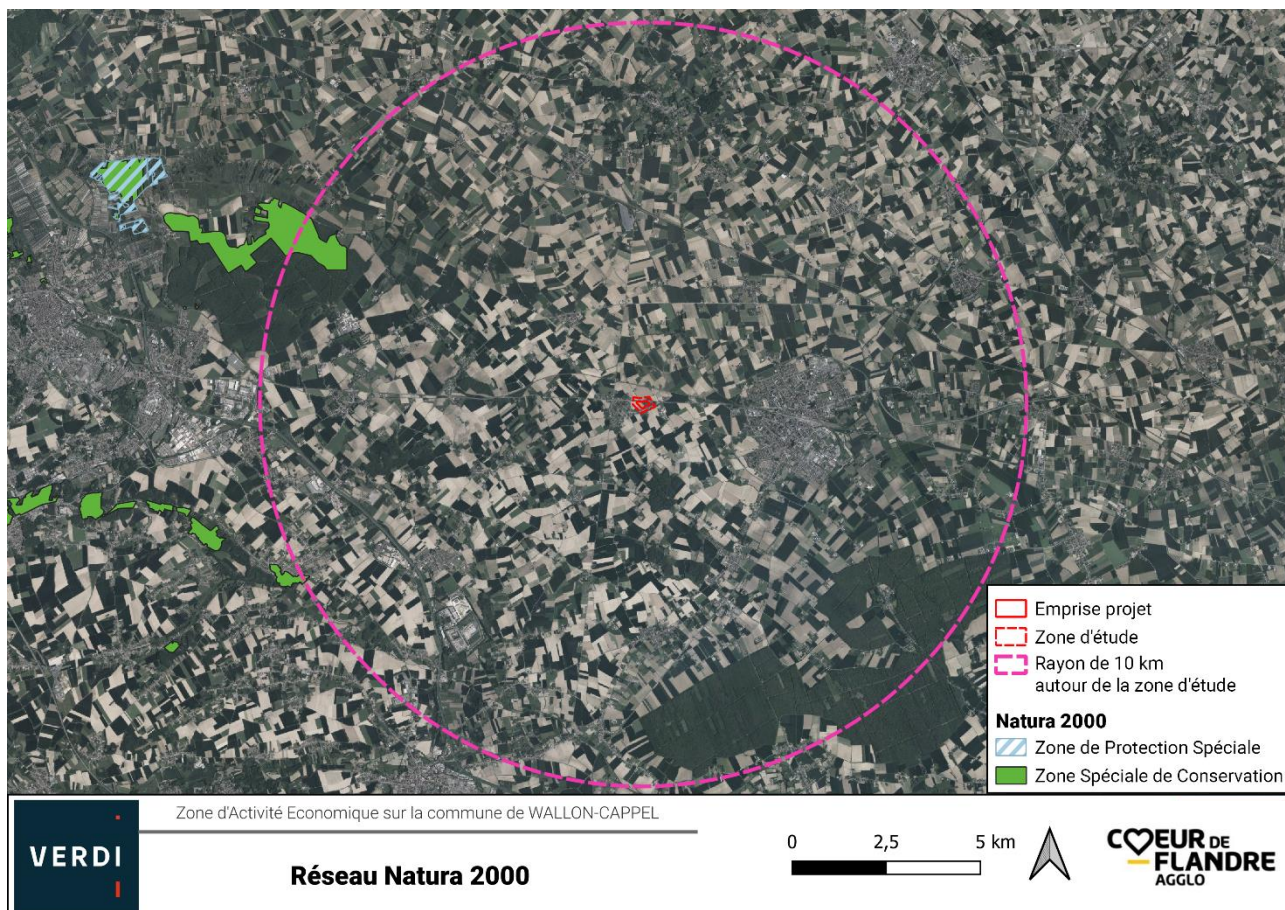 Emprise projet
Zone d'étude
Rayon de 10 km
autour de la zone d'étude
Natura 2000
Zone de Protection Spéciale
Zone Spéciale de Conservation
VERDI
Zone d'Activité Economique sur la commune de WALLON-CAPPEL
Réseau Natura 2000
0 2,5 5 km
CŒUR DE
FLANDRE
AGGLO